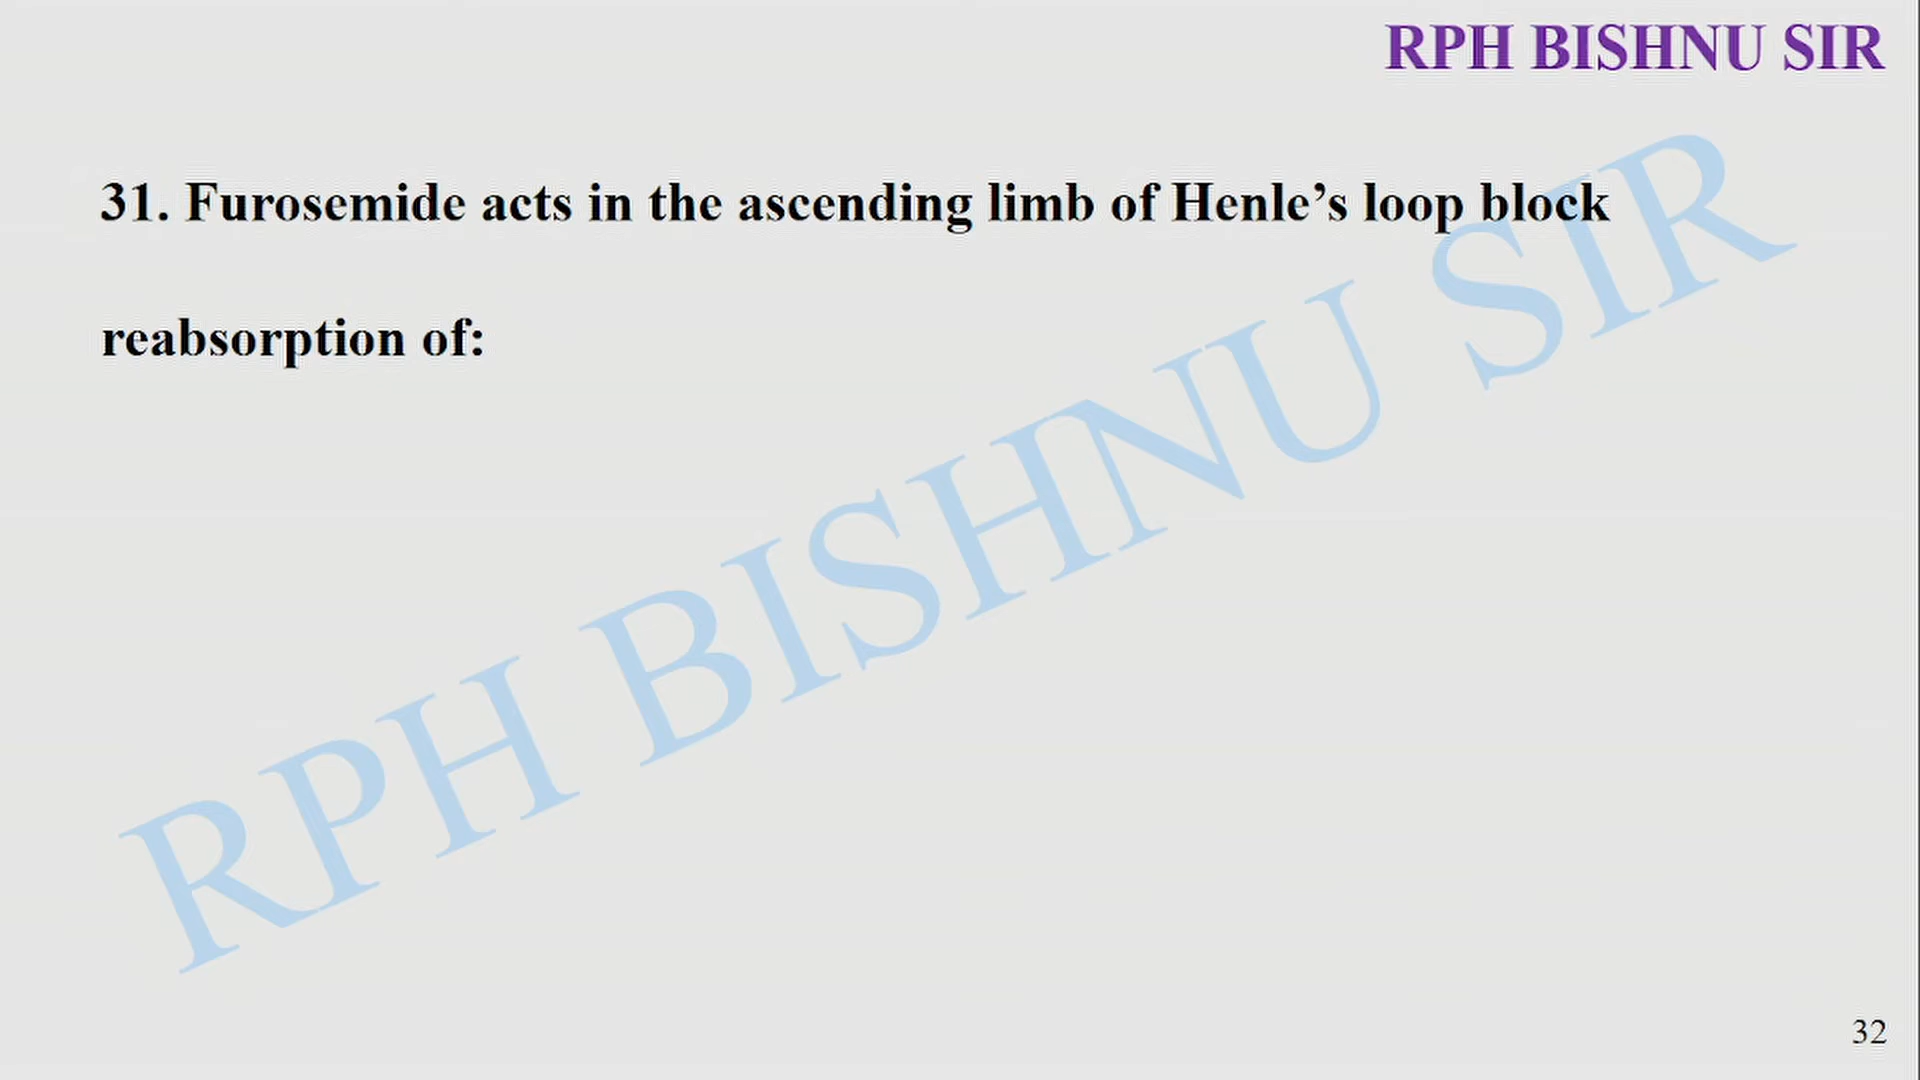 RPH BISHNU SIR
31. Furosemide acts in the ascending limb of Henle’s loop block
reabsorption of:
RPH BISHNU SIR
32